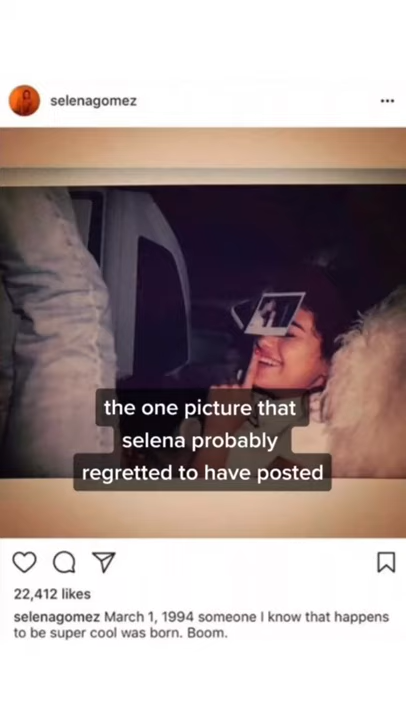 selenagomez
the one picture that
selena probably
regretted to have posted
22,412 likes
selenagomez March 1, 1994 someone I know that happens
to be super cool was born. Boom.